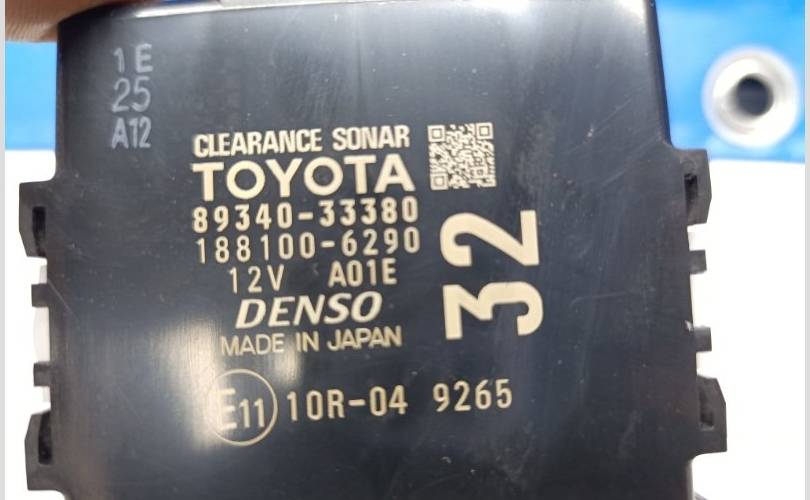 1 E
25
A12
CLEARANCE SONAR
TOYOTA
89340-33380
188100-6290
12V A01E
DENSO
MADE IN JAPAN
32
E11 10R-04 9265